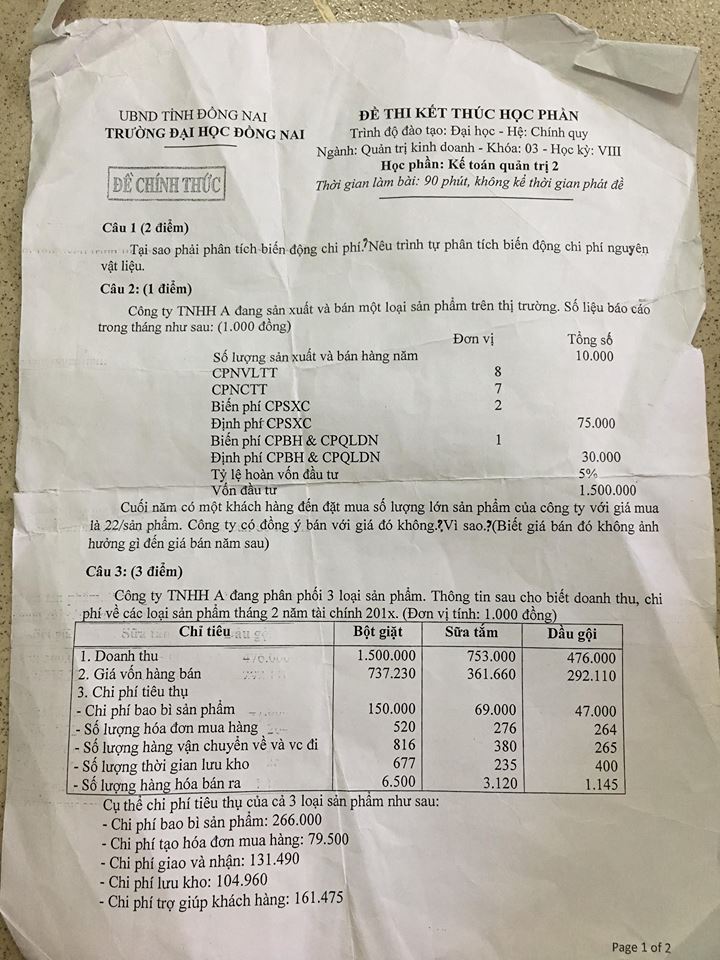 UBND TỈNH ĐỒNG NAI
TRƯỜNG ĐẠI HỌC ĐỒNG NAI
ĐỀ CHÍNH THỨC
ĐỀ THI KẾT THÚC HỌC PHẦN
Trình độ đào tạo: Đại học - Hệ: Chính quy
Ngành: Quản trị kinh doanh - Khóa: 03 - Học kỳ: VIII
Học phần: Kế toán quản trị 2
Thời gian làm bài: 90 phút, không kể thời gian phát đề
Câu 1 (2 điểm)
Tại sao phải phân tích biến động chi phí.? Nêu trình tự phân tích biến động chi phí nguyên
vật liệu.
Câu 2: (1 điểm)
Công ty TNHH A đang sản xuất và bán một loại sản phẩm trên thị trường. Số liệu báo cáo
trong tháng như sau: (1.000 đồng)
Đơn vị Tổng số
Số lượng sản xuất và bán hàng năm 10.000
CPNVLTT 8
CPNCTT 7
Biến phí CPSXC 2
Định phí CPSXC 75.000
Biến phí CPBH & CPQLDN 1
Định phí CPBH & CPQLDN 30.000
Tỷ lệ hoàn vốn đầu tư 5%
Vốn đầu tư 1.500.000
Cuối năm có một khách hàng đến đặt mua số lượng lớn sản phẩm của công ty với giá mua
là 22/sản phẩm. Công ty có đồng ý bán với giá đó không.? Vì sao.? (Biết giá bán đó không ảnh
hưởng gì đến giá bán năm sau)
Câu 3: (3 điểm)
Công ty TNHH A đang phân phối 3 loại sản phẩm. Thông tin sau cho biết doanh thu, chi
phí về các loại sản phẩm tháng 2 năm tài chính 201x. (Đơn vị tính: 1.000 đồng)
Chỉ tiêu Bột giặt Sữa tắm Dầu gội
1. Doanh thu 1.500.000 753.000 476.000
2. Giá vốn hàng bán 737.230 361.660 292.110
3. Chi phí tiêu thụ
- Chi phí bao bì sản phẩm 150.000 69.000 47.000
- Số lượng hóa đơn mua hàng 520 276 264
- Số lượng hàng vận chuyển về và vc đi 816 380 265
- Số lượng thời gian lưu kho 677 235 400
- Số lượng hàng hóa bán ra 6.500 3.120 1.145
Cụ thể chi phí tiêu thụ của cả 3 loại sản phẩm như sau:
- Chi phí bao bì sản phẩm: 266.000
- Chi phí tạo hóa đơn mua hàng: 79.500
- Chi phí giao và nhận: 131.490
- Chi phí lưu kho: 104.960
- Chi phí trợ giúp khách hàng: 161.475
Page 1 of 2